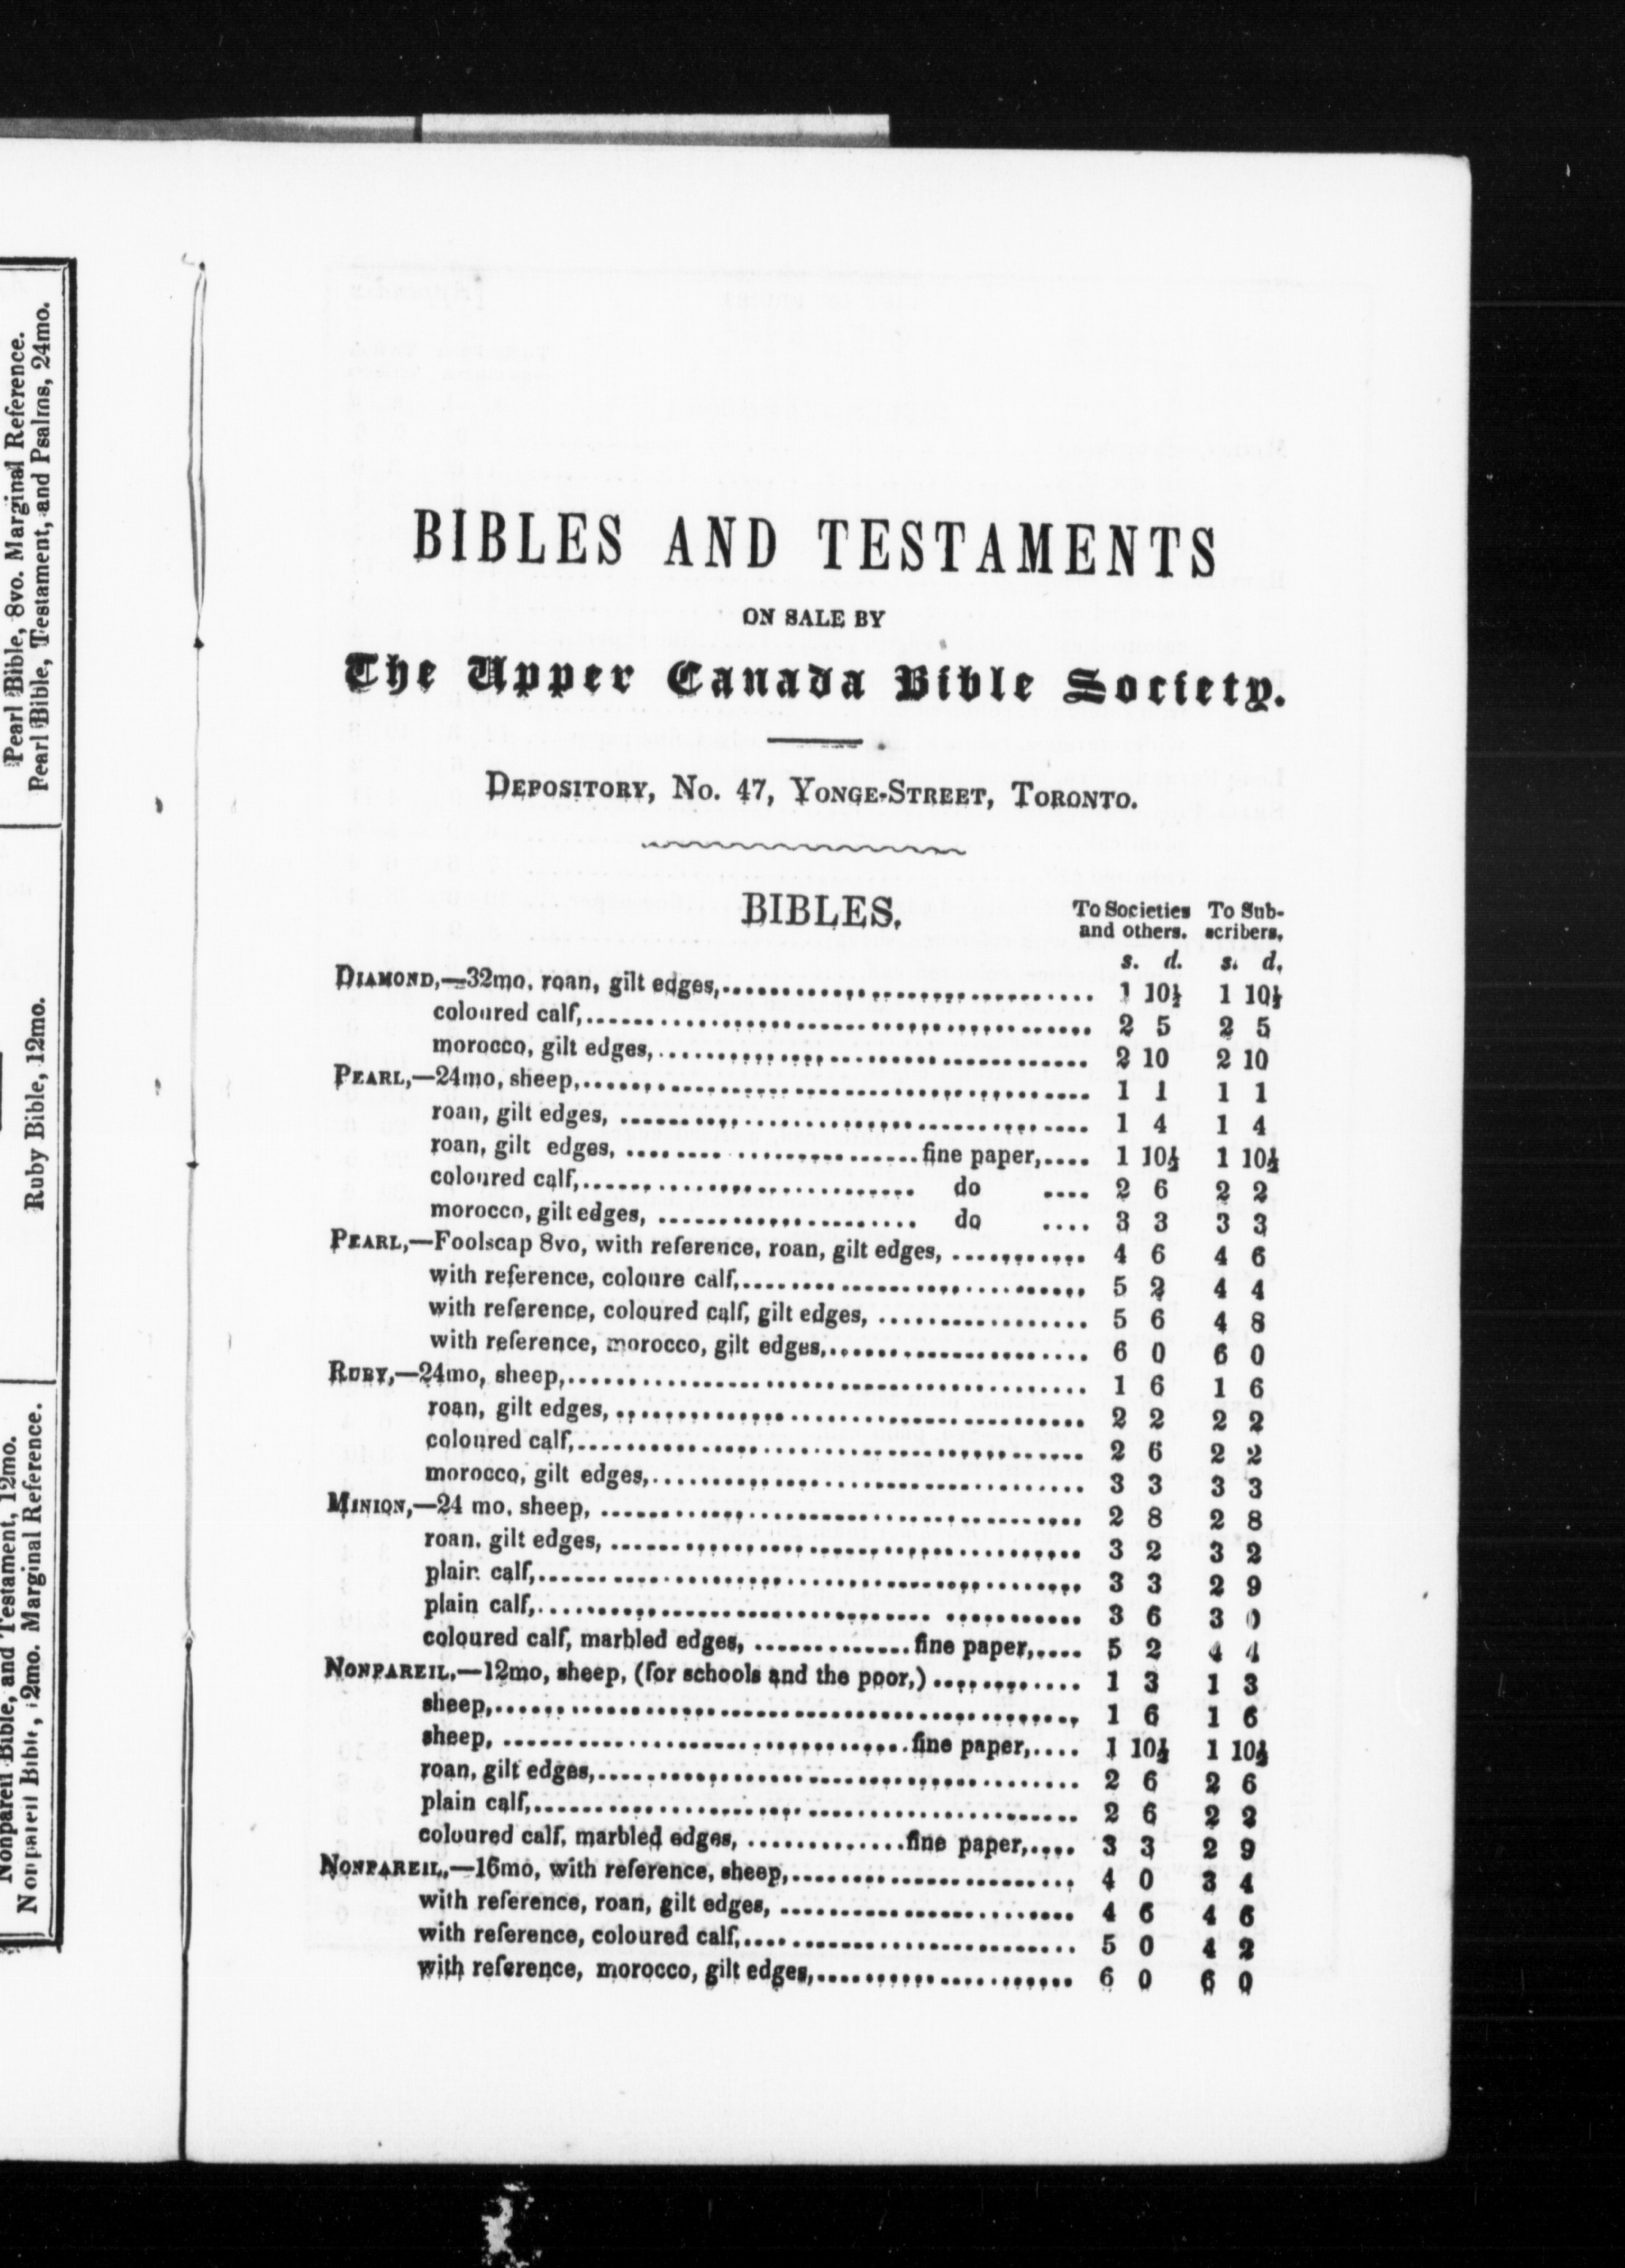 Pearl Bible, 8vo. Marginal Reference.
Pearl Bible, Testament, and Psalms, 24mo.
Ruby Bible, 12mo.
Nonpareil Bible, and Testament, 12mo.
Nonpareil Bible, 12mo. Marginal Reference.
BIBLES AND TESTAMENTS
ON SALE BY
The Upper Canada Bible Society.
DEPOSITORY, No. 47, YONGE-STREET, TORONTO.
BIBLES.
To Societies and others. To Subscribers.
s. d. s. d.
DIAMOND,—32mo, roan, gilt edges,.................... 1 10½ 1 10½
coloured calf,.................... 2 5 2 5
morocco, gilt edges,.................... 2 10 2 10
PEARL,—24mo, sheep,.................... 1 1 1 1
roan, gilt edges, .................... 1 4 1 4
roan, gilt edges, ....................fine paper,.... 1 10½ 1 10½
coloured calf,.................... do .... 2 6 2 2
morocco, gilt edges, .................... do .... 3 3 3 3
PEARL,—Foolscap 8vo, with reference, roan, gilt edges, ........... 4 6 4 6
with reference, coloure calf,.................... 5 2 4 4
with reference, coloured calf, gilt edges, ................. 5 6 4 8
with reference, morocco, gilt edges,.................... 6 0 6 0
RUBY,—24mo, sheep,.................... 1 6 1 6
roan, gilt edges, .................... 2 2 2 2
coloured calf,.................... 2 6 2 2
morocco, gilt edges,.................... 3 3 3 3
MINION,—24 mo. sheep, .................... 2 8 2 8
roan. gilt edges, .................... 3 2 3 2
plain calf,.................... 3 3 2 9
plain calf,.................... 3 6 3 0
coloured calf, marbled edges, .............fine paper,.... 5 2 4 4
NONPAREIL,—12mo, sheep, (for schools and the poor,) ............ 1 3 1 3
sheep,.................... 1 6 1 6
sheep, ....................fine paper,.... 1 10½ 1 10½
roan, gilt edges,.................... 2 6 2 6
plain calf,.................... 2 6 2 2
coloured calf, marbled edges, .............fine paper,.... 3 3 2 9
NONPAREIL,—16mo, with reference, sheep,.................... 4 0 3 4
with reference, roan, gilt edges, .................... 4 6 4 6
with reference, coloured calf,.................... 5 0 4 2
with reference, morocco, gilt edges,.................... 6 0 6 0